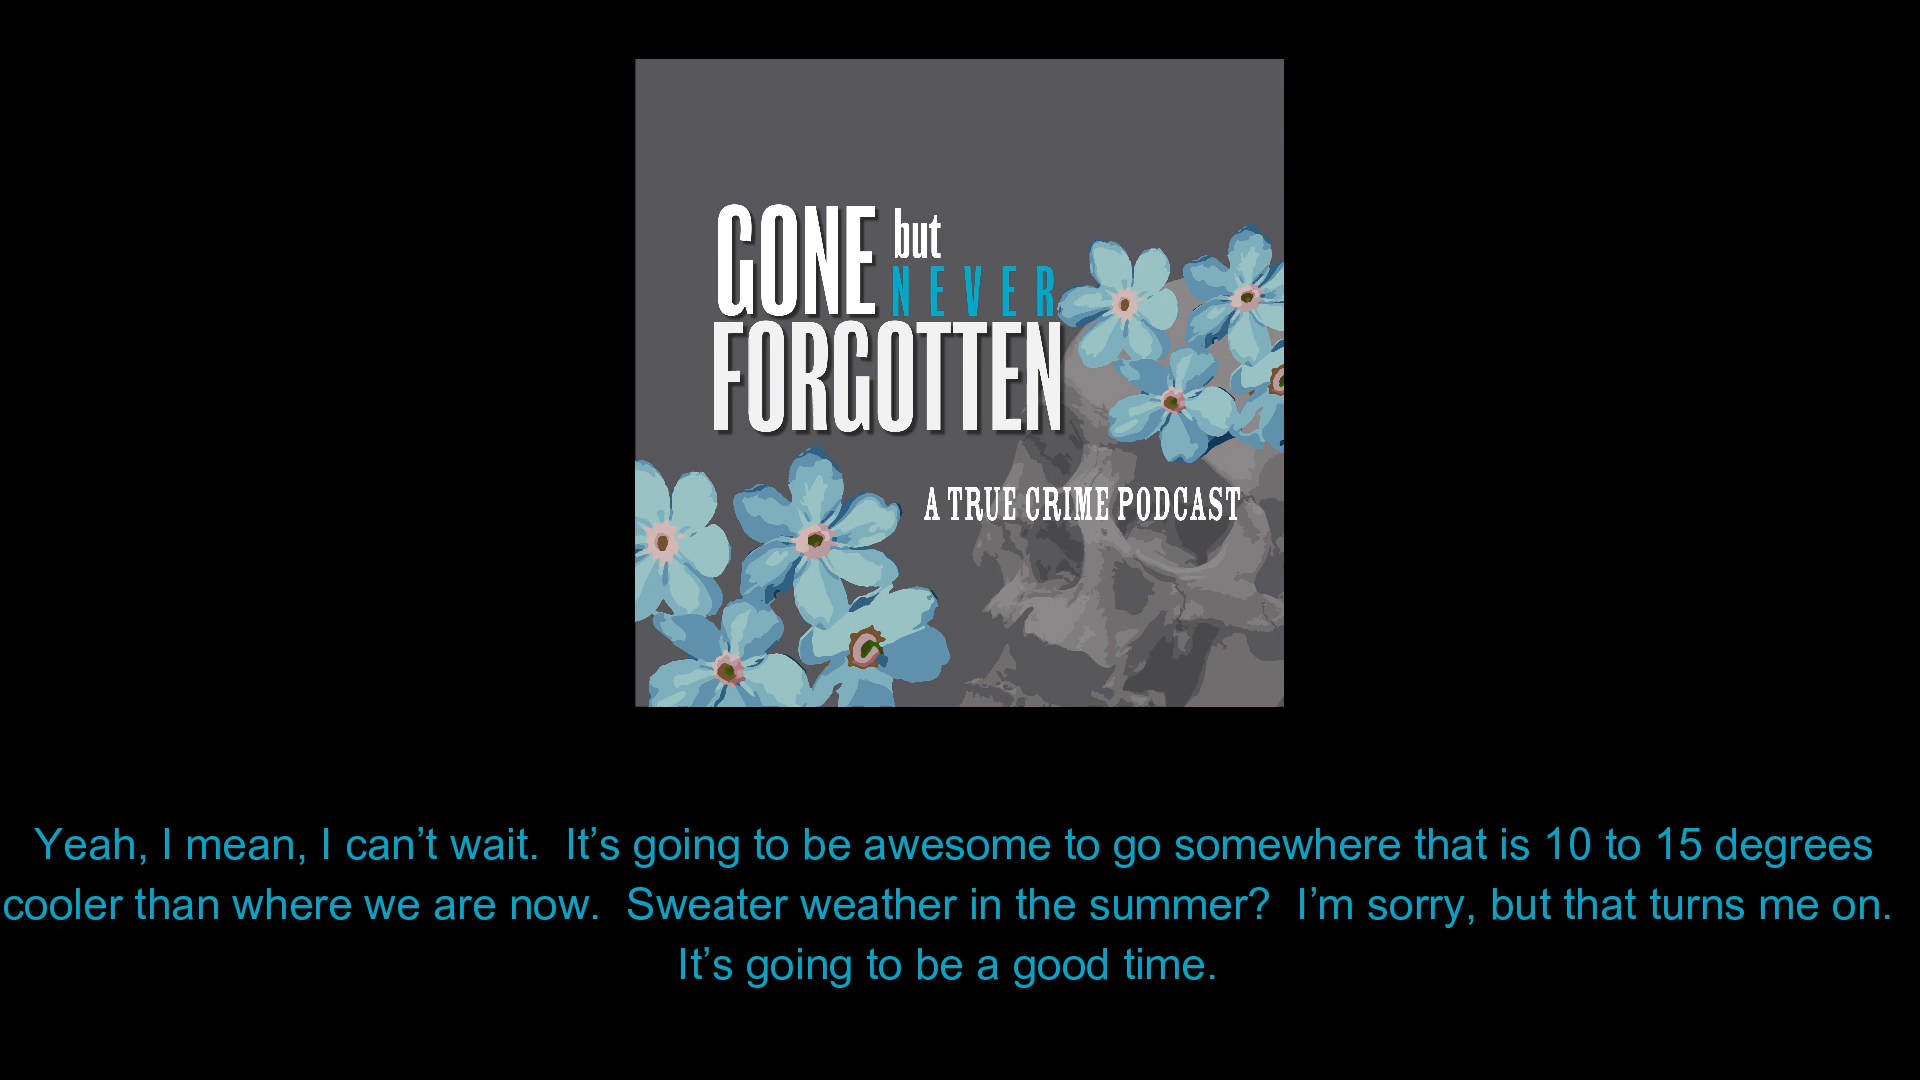 GONE but
NEVER
FORGOTTEN
A TRUE CRIME PODCAST
Yeah, I mean, I can’t wait.  It’s going to be awesome to go somewhere that is 10 to 15 degrees
cooler than where we are now.  Sweater weather in the summer?  I’m sorry, but that turns me on.
It’s going to be a good time.